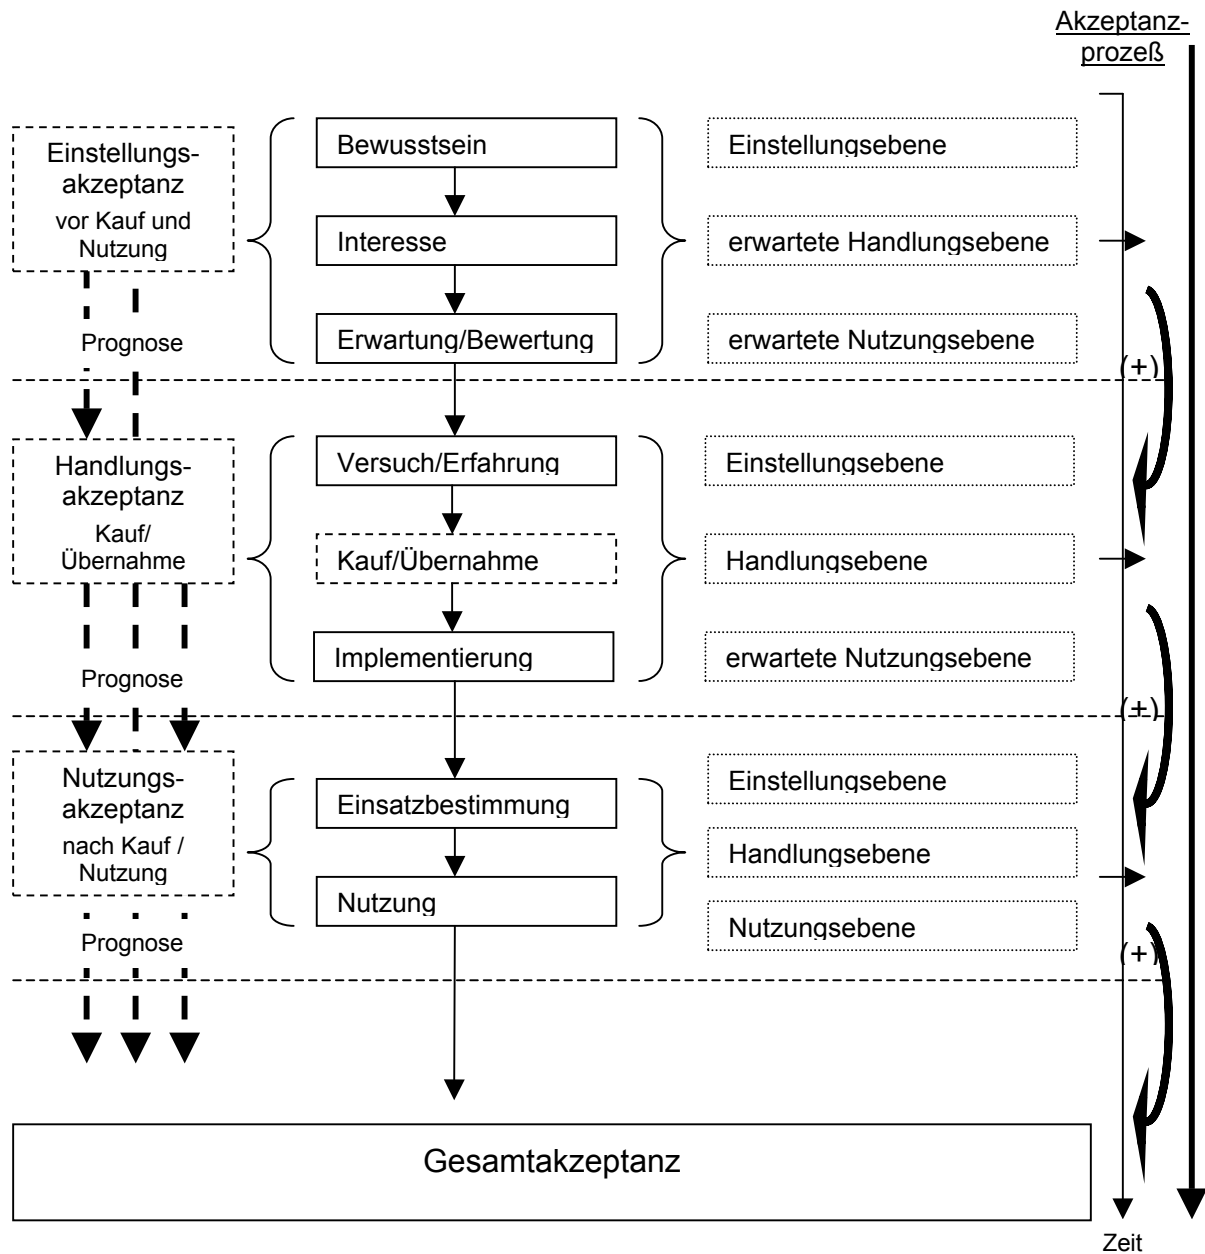 Akzeptanz-
prozeß
Einstellungs-
akzeptanz
vor Kauf und
Nutzung
Bewusstsein
Interesse
Erwartung/Bewertung
Einstellungsebene
erwartete Handlungsebene
erwartete Nutzungsebene
Prognose
(+)
Handlungs-
akzeptanz
Kauf/
Übernahme
Versuch/Erfahrung
Kauf/Übernahme
Implementierung
Einstellungsebene
Handlungsebene
erwartete Nutzungsebene
Prognose
(+)
Nutzungs-
akzeptanz
nach Kauf /
Nutzung
Einsatzbestimmung
Nutzung
Einstellungsebene
Handlungsebene
Nutzungsebene
Prognose
(+)
Gesamtakzeptanz
Zeit